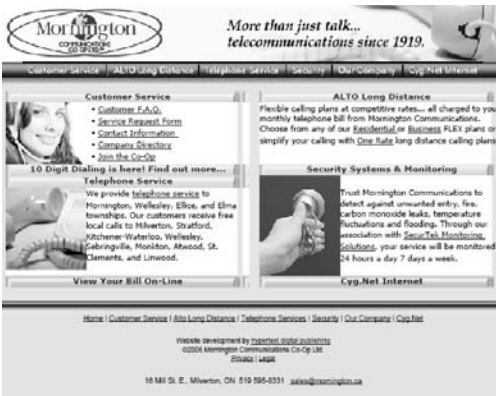 Mornington
COMMUNICATIONS
CO-OP LTD
More than just talk...
telecommunications since 1919.
Customer Service ALTO Long Distance Telephone Service Security Our Company Cyg.Net Internet
Customer Service
• Customer F.A.Q.
• Service Request Form
• Contact Information
• Company Directory
• Join the Co-Op
10 Digit Dialing is here! Find out more...
ALTO Long Distance
Flexible calling plans at competitive rates... all charged to you
monthly telephone bill from Mornington Communications.
Choose from any of our Residential or Business FLEX plans or
simplify your calling with One Rate long distance calling plans
Telephone Service
We provide telephone service to
Mornington, Wellesley, Ellice, and Elma
townships. Our customers receive free
local calls to Milverton, Stratford,
Kitchener-Waterloo, Wellesley,
Sebringville, Monkton, Atwood, St.
Clements, and Linwood.
Security Systems & Monitoring
Trust Mornington Communications to
detect against unwanted entry, fire,
carbon monoxide leaks, temperature
fluctuations and flooding. Through our
association with SecurTek Monitoring
Solutions, your service will be monitored
24 hours a day 7 days a week.
View Your Bill On-Line
Cyg.Net Internet
Home | Customer Service | Alto Long Distance | Telephone Services | Security | Our Company | Cyg.Net
Website development by hypertext digital publishing
©2006 Mornington Communications Co-Op Ltd.
Privacy | Legal
16 Mill St. E., Milverton, ON 519 595-8331 sales@mornington.ca